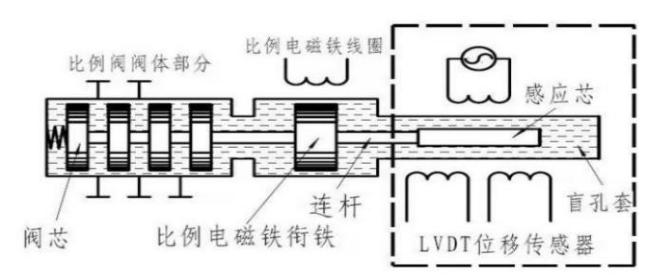 比例电磁铁线圈
比例阀阀体部分
感应芯
连杆
盲孔套
阀芯
比例电磁铁衔铁
LVDT位移传感器